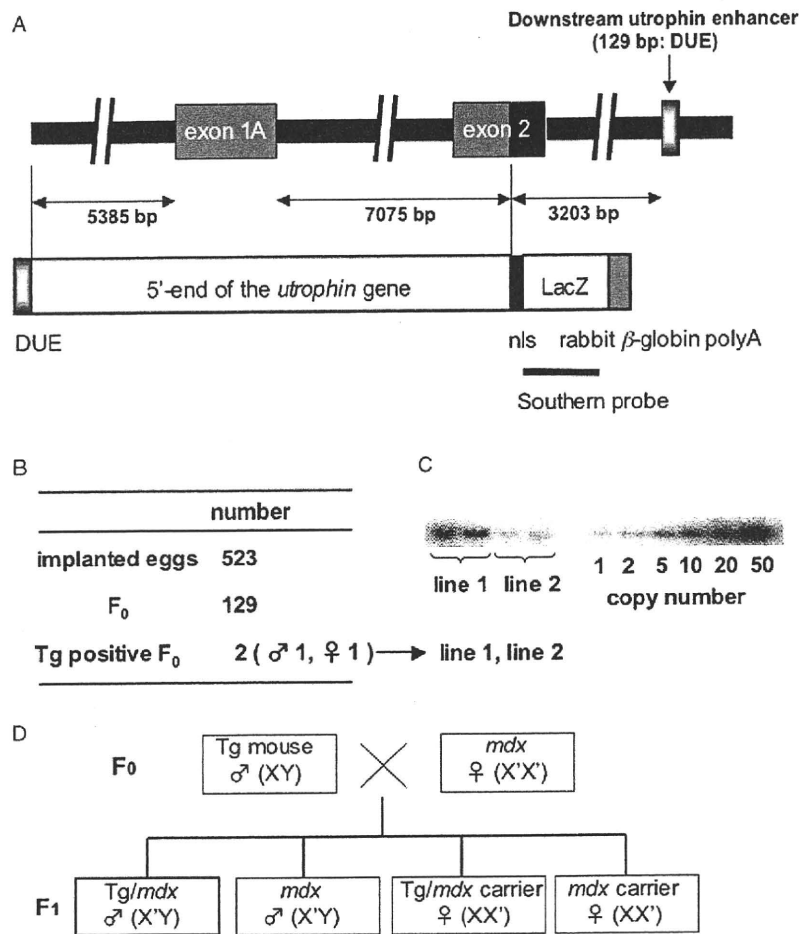 A
Downstream utrophin enhancer
(129 bp: DUE)
exon 1A
exon 2
5385 bp
7075 bp
3203 bp
5'-end of the utrophin gene
LacZ
DUE
nls rabbit β-globin polyA
Southern probe
B
number
implanted eggs 523
F0 129
Tg positive F0 2 ( ♂ 1, ♀ 1 ) → line 1, line 2
C
line 1 line 2
1 2 5 10 20 50
copy number
D
F0
Tg mouse
♂ (XY)
mdx
♀ (X'X')
F1
Tg/mdx
♂ (X'Y)
mdx
♂ (X'Y)
Tg/mdx carrier
♀ (XX')
mdx carrier
♀ (XX')